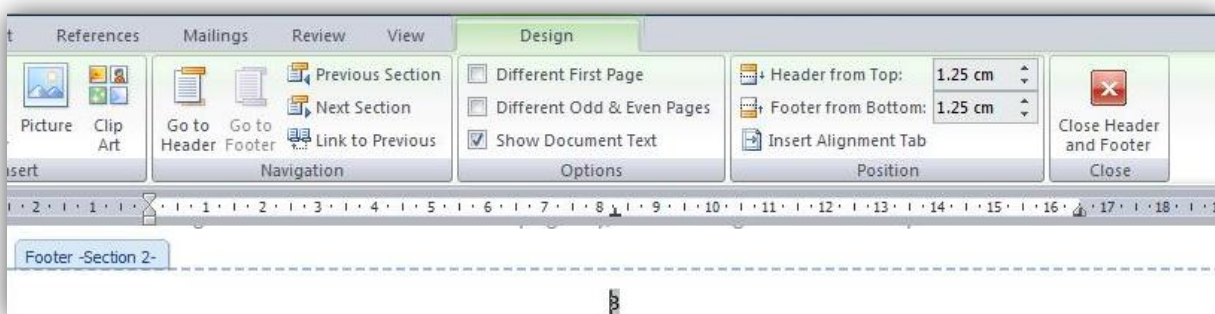 t References Mailings Review View Design
Previous Section
Next Section
Link to Previous
Picture
Clip Art
Go to Header
Go to Footer
Different First Page
Different Odd & Even Pages
Show Document Text
Header from Top: 1.25 cm
Footer from Bottom: 1.25 cm
Insert Alignment Tab
Close Header and Footer
sert Navigation Options Position Close
2 1 1 2 3 4 5 6 7 8 9 10 11 12 13 14 15 16 17 18
Footer -Section 2-
3